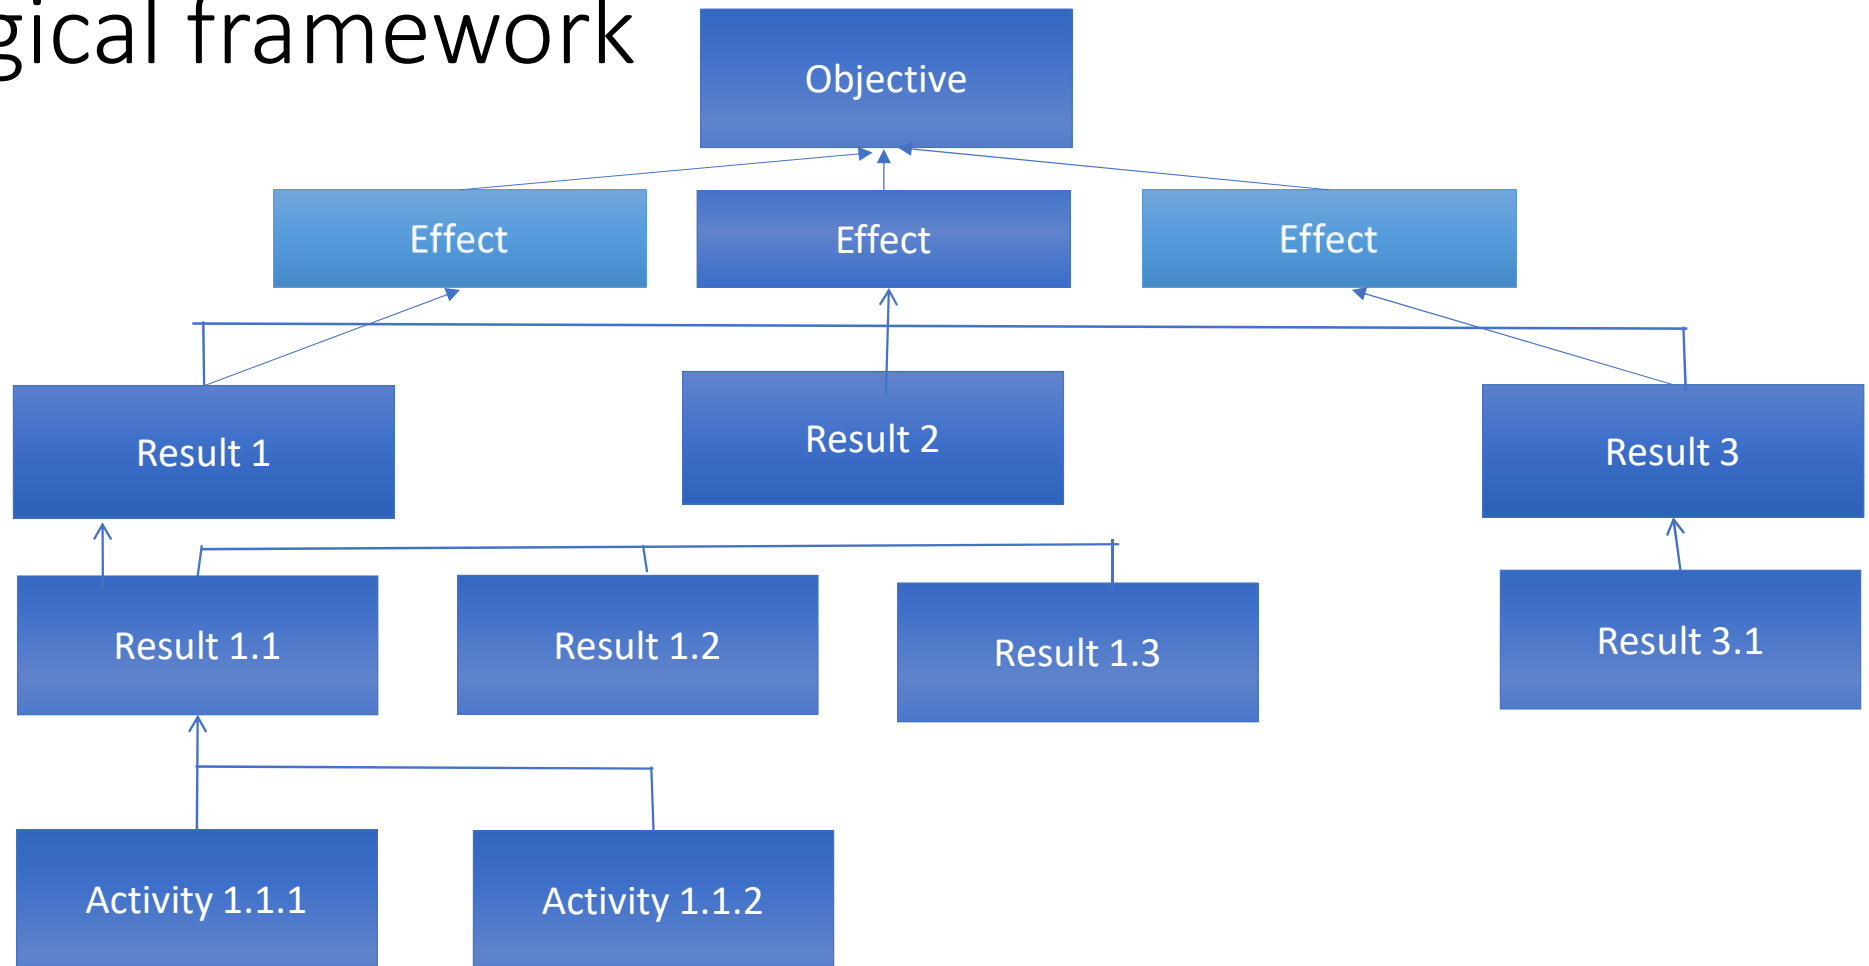 gical framework
Objective
Effect
Effect
Effect
Result 1
Result 2
Result 3
Result 1.1
Result 1.2
Result 1.3
Result 3.1
Activity 1.1.1
Activity 1.1.2